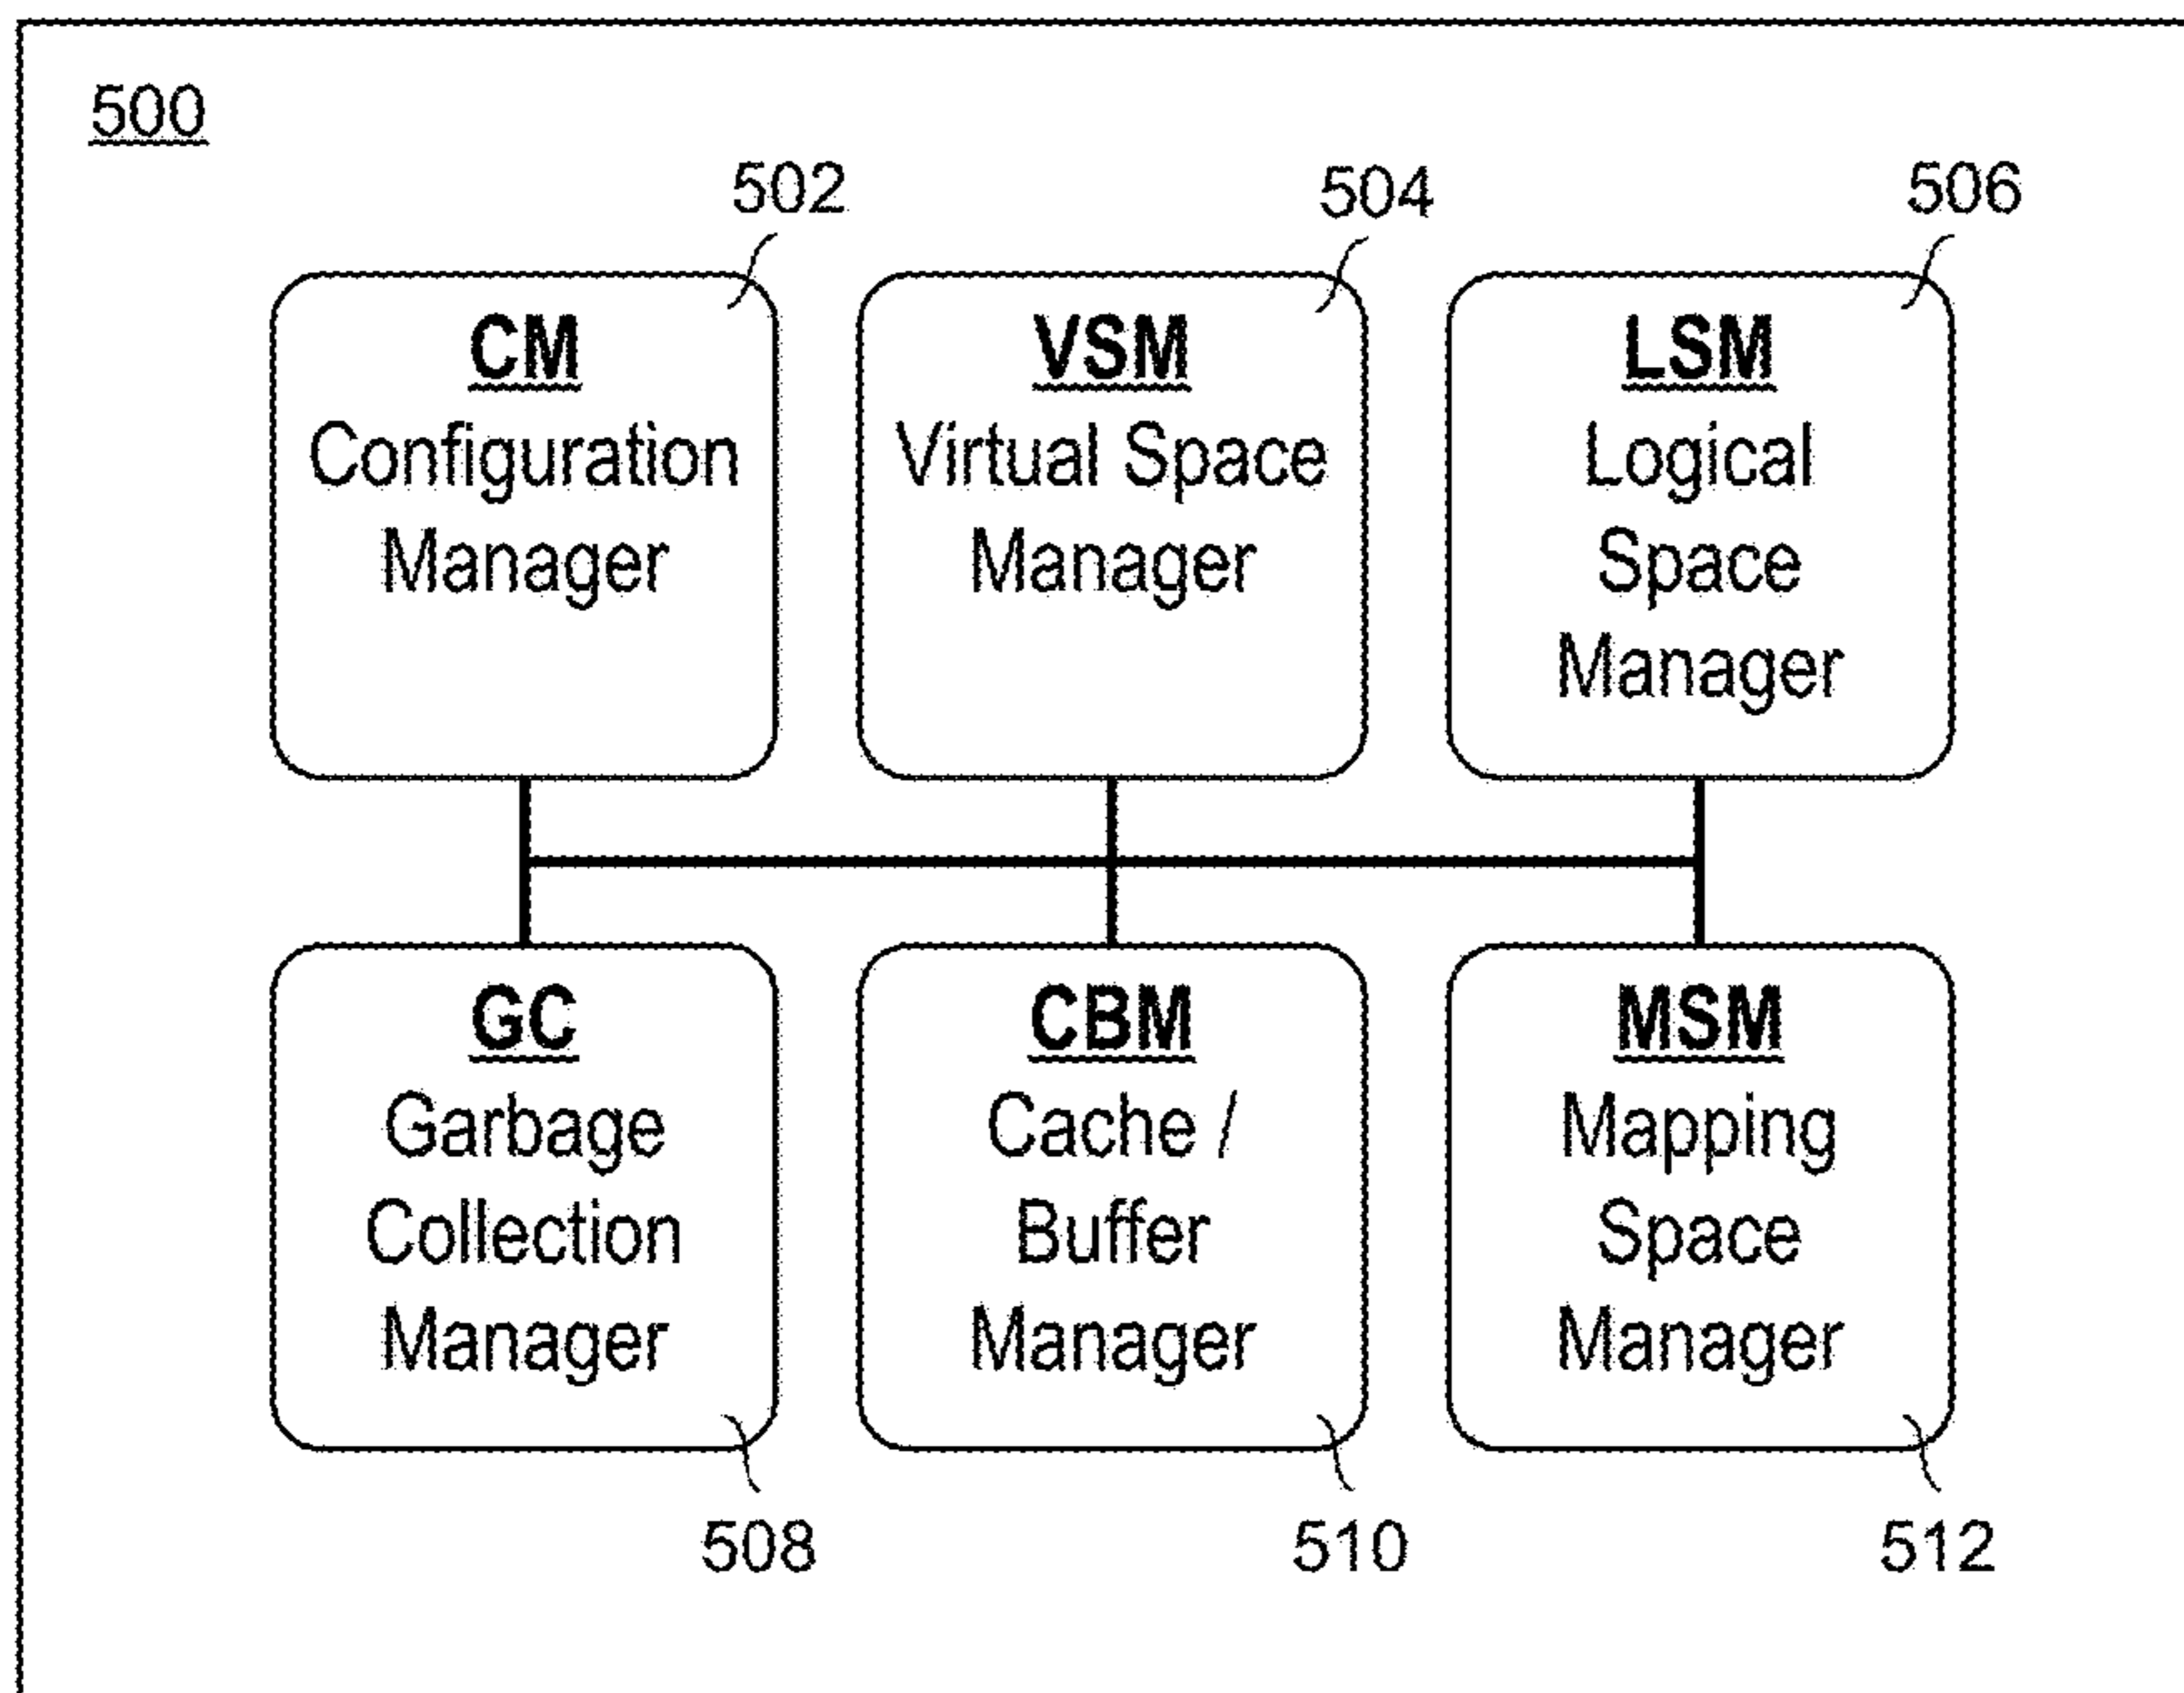 500
502
504
506
CM
Configuration
Manager
VSM
Virtual Space
Manager
LSM
Logical
Space
Manager
GC
Garbage
Collection
Manager
CBM
Cache /
Buffer
Manager
MSM
Mapping
Space
Manager
508
510
512